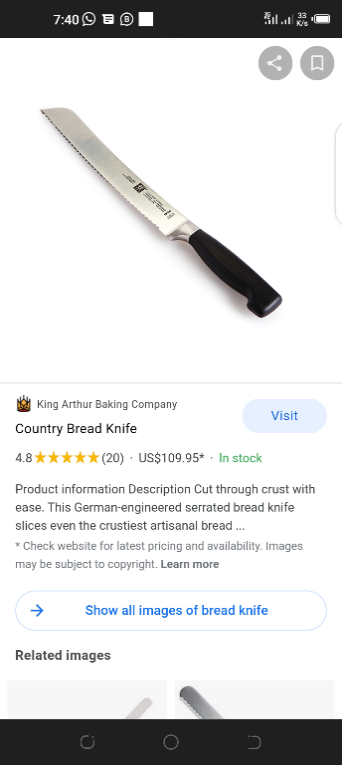 7:40
33
K/s
King Arthur Baking Company
Country Bread Knife
Visit
4.8 ★★★★★ (20) · US$109.95* · In stock
Product information Description Cut through crust with
ease. This German-engineered serrated bread knife
slices even the crustiest artisanal bread ...
* Check website for latest pricing and availability. Images
may be subject to copyright. Learn more
Show all images of bread knife
Related images